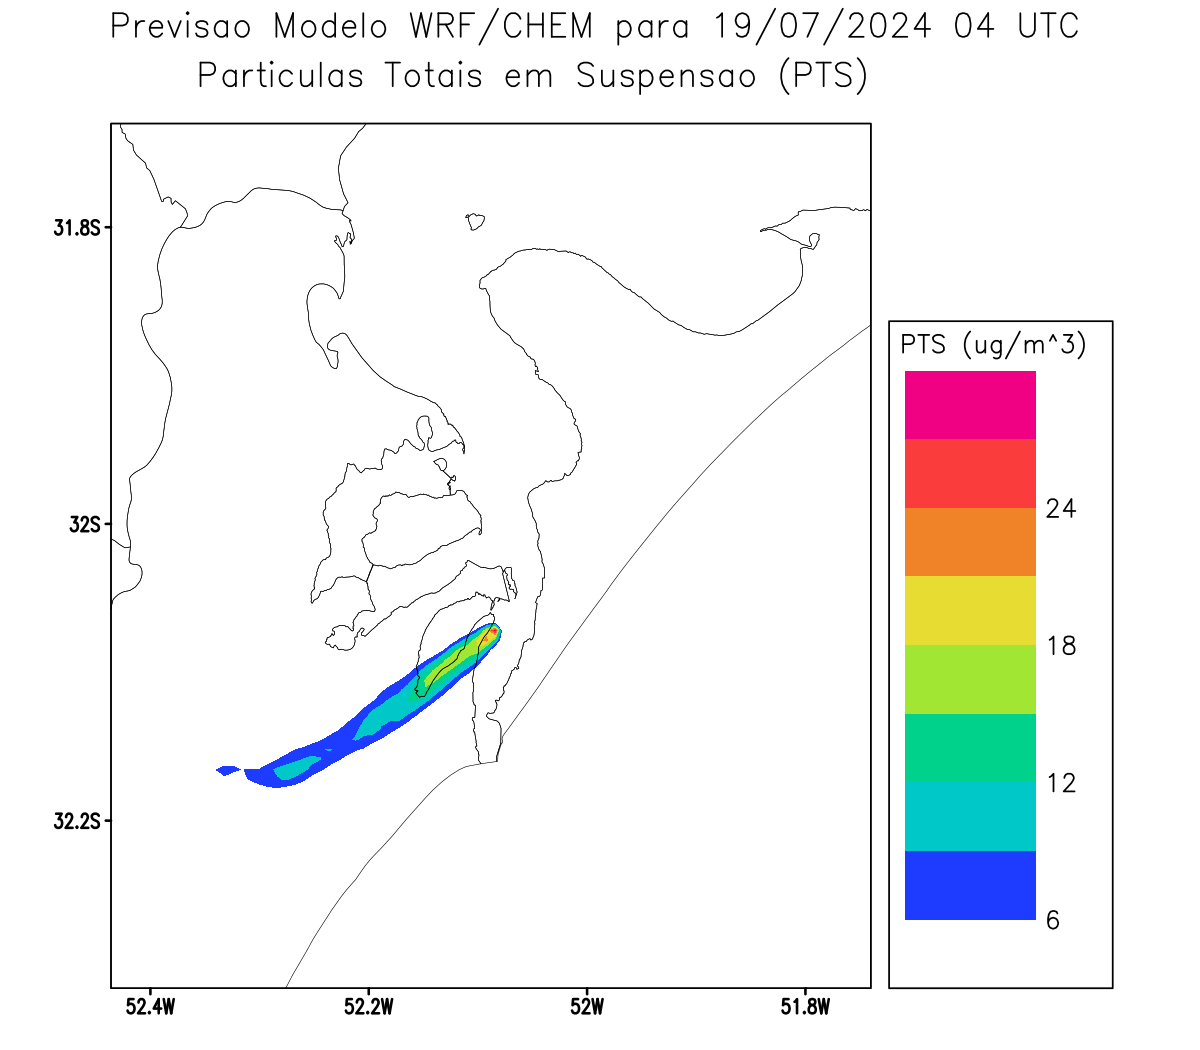 Previsao Modelo WRF/CHEM para 19/07/2024 04 UTC
Particulas Totais em Suspensao (PTS)
31.8S
32S
32.2S
52.4W
52.2W
52W
51.8W
PTS (ug/m^3)
24
18
12
6